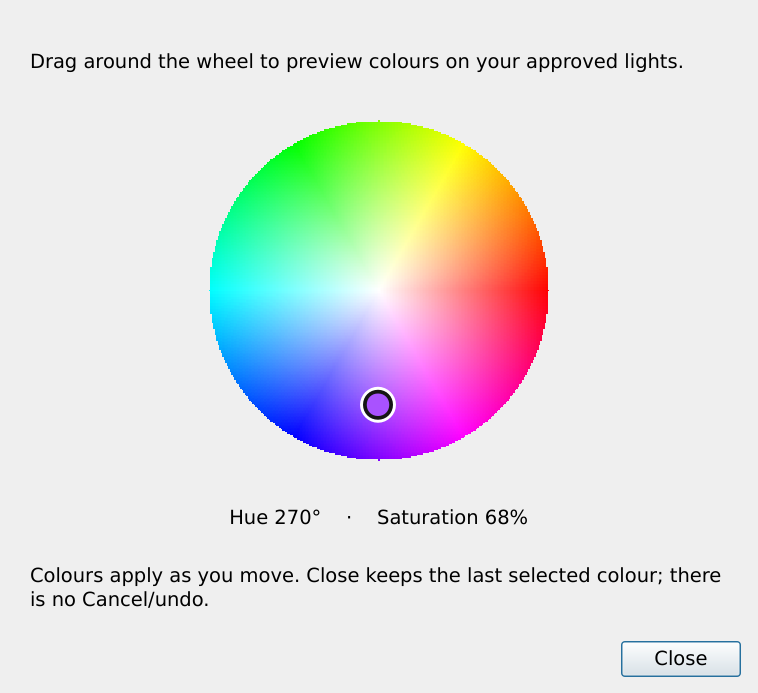 Drag around the wheel to preview colours on your approved lights.
Hue 270° · Saturation 68%
Colours apply as you move. Close keeps the last selected colour; there
is no Cancel/undo.
Close